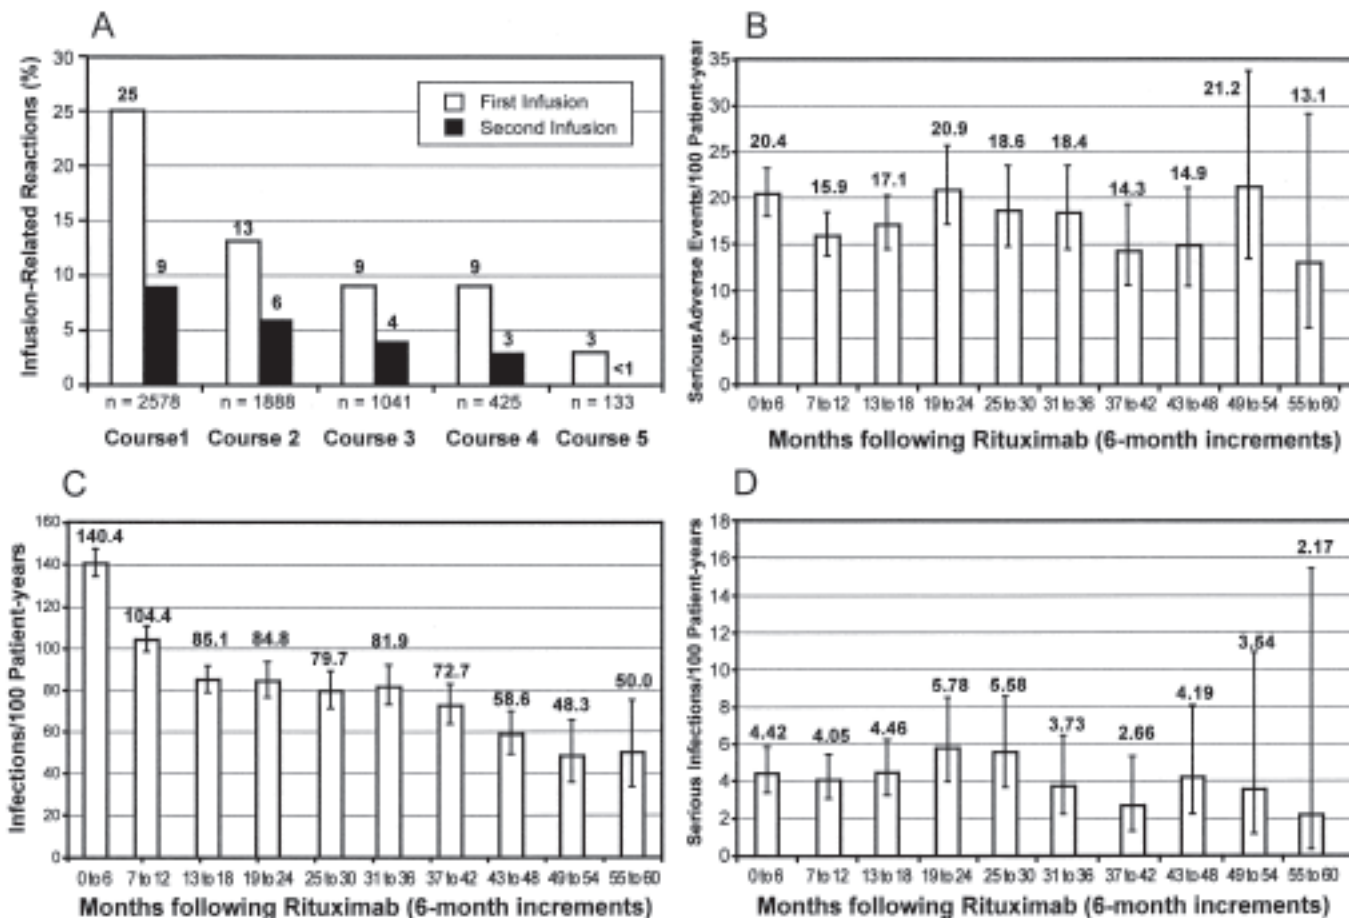 A
Infusion-Related Reactions (%)
30
25
20
15
10
5
0
First Infusion
Second Infusion
25
9
13
6
9
4
9
3
3
<1
n = 2578
n = 1888
n = 1041
n = 425
n = 133
Course1
Course 2
Course 3
Course 4
Course 5
B
Serious Adverse Events/100 Patient-year
35
30
25
20
15
10
5
0
20.4
15.9
17.1
20.9
18.6
18.4
14.3
14.9
21.2
13.1
0 to 6
7 to 12
13 to 18
19 to 24
25 to 30
31 to 36
37 to 42
43 to 48
49 to 54
55 to 60
Months following Rituximab (6-month increments)
C
Infections/100 Patient-years
160
140
120
100
80
60
40
20
0
140.4
104.4
85.1
84.8
79.7
81.9
72.7
58.6
48.3
50.0
0 to 6
7 to 12
13 to 18
19 to 24
25 to 30
31 to 36
37 to 42
43 to 48
49 to 54
55 to 60
Months following Rituximab (6-month increments)
D
Serious Infections/100 Patient-years
18
16
14
12
10
8
6
4
2
0
4.42
4.05
4.46
5.78
5.58
3.73
2.66
4.19
2.17
0 to 6
7 to 12
13 to 18
19 to 24
25 to 30
31 to 36
37 to 42
43 to 48
49 to 54
55 to 60
Months following Rituximab (6-month increments)